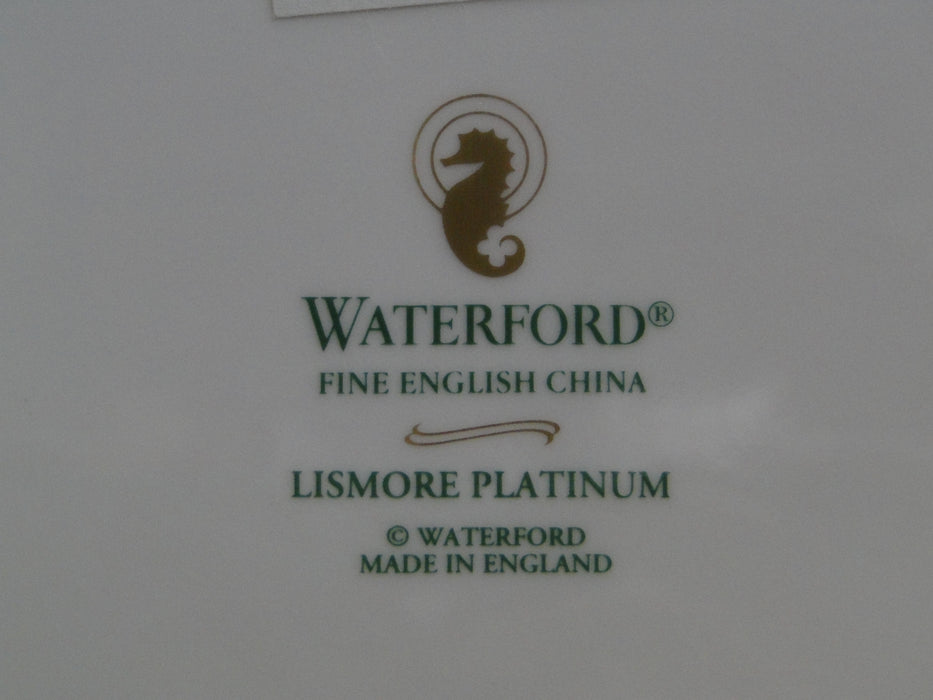 WATERFORD®
FINE ENGLISH CHINA
LISMORE PLATINUM
© WATERFORD
MADE IN ENGLAND